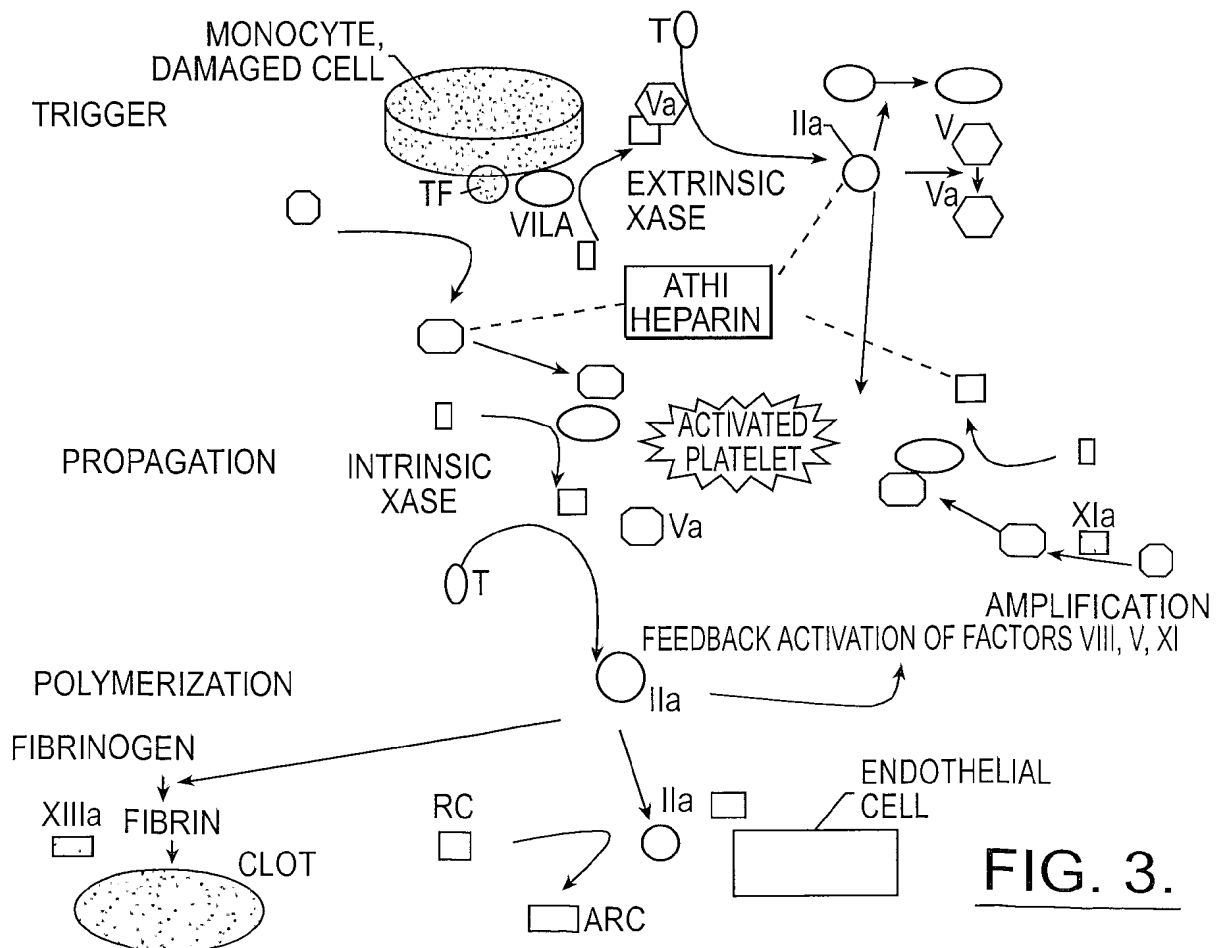 MONOCYTE,
DAMAGED CELL
TRIGGER
TF
VILA
Va
T
EXTRINSIC
XASE
IIa
V
Va
ATHI
HEPARIN
PROPAGATION
INTRINSIC
XASE
ACTIVATED
PLATELET
Va
T
XIa
AMPLIFICATION
FEEDBACK ACTIVATION OF FACTORS VIII, V, XI
IIa
POLYMERIZATION
FIBRINOGEN
XIIIa
FIBRIN
CLOT
RC
ARC
IIa
ENDOTHELIAL
CELL
FIG. 3.